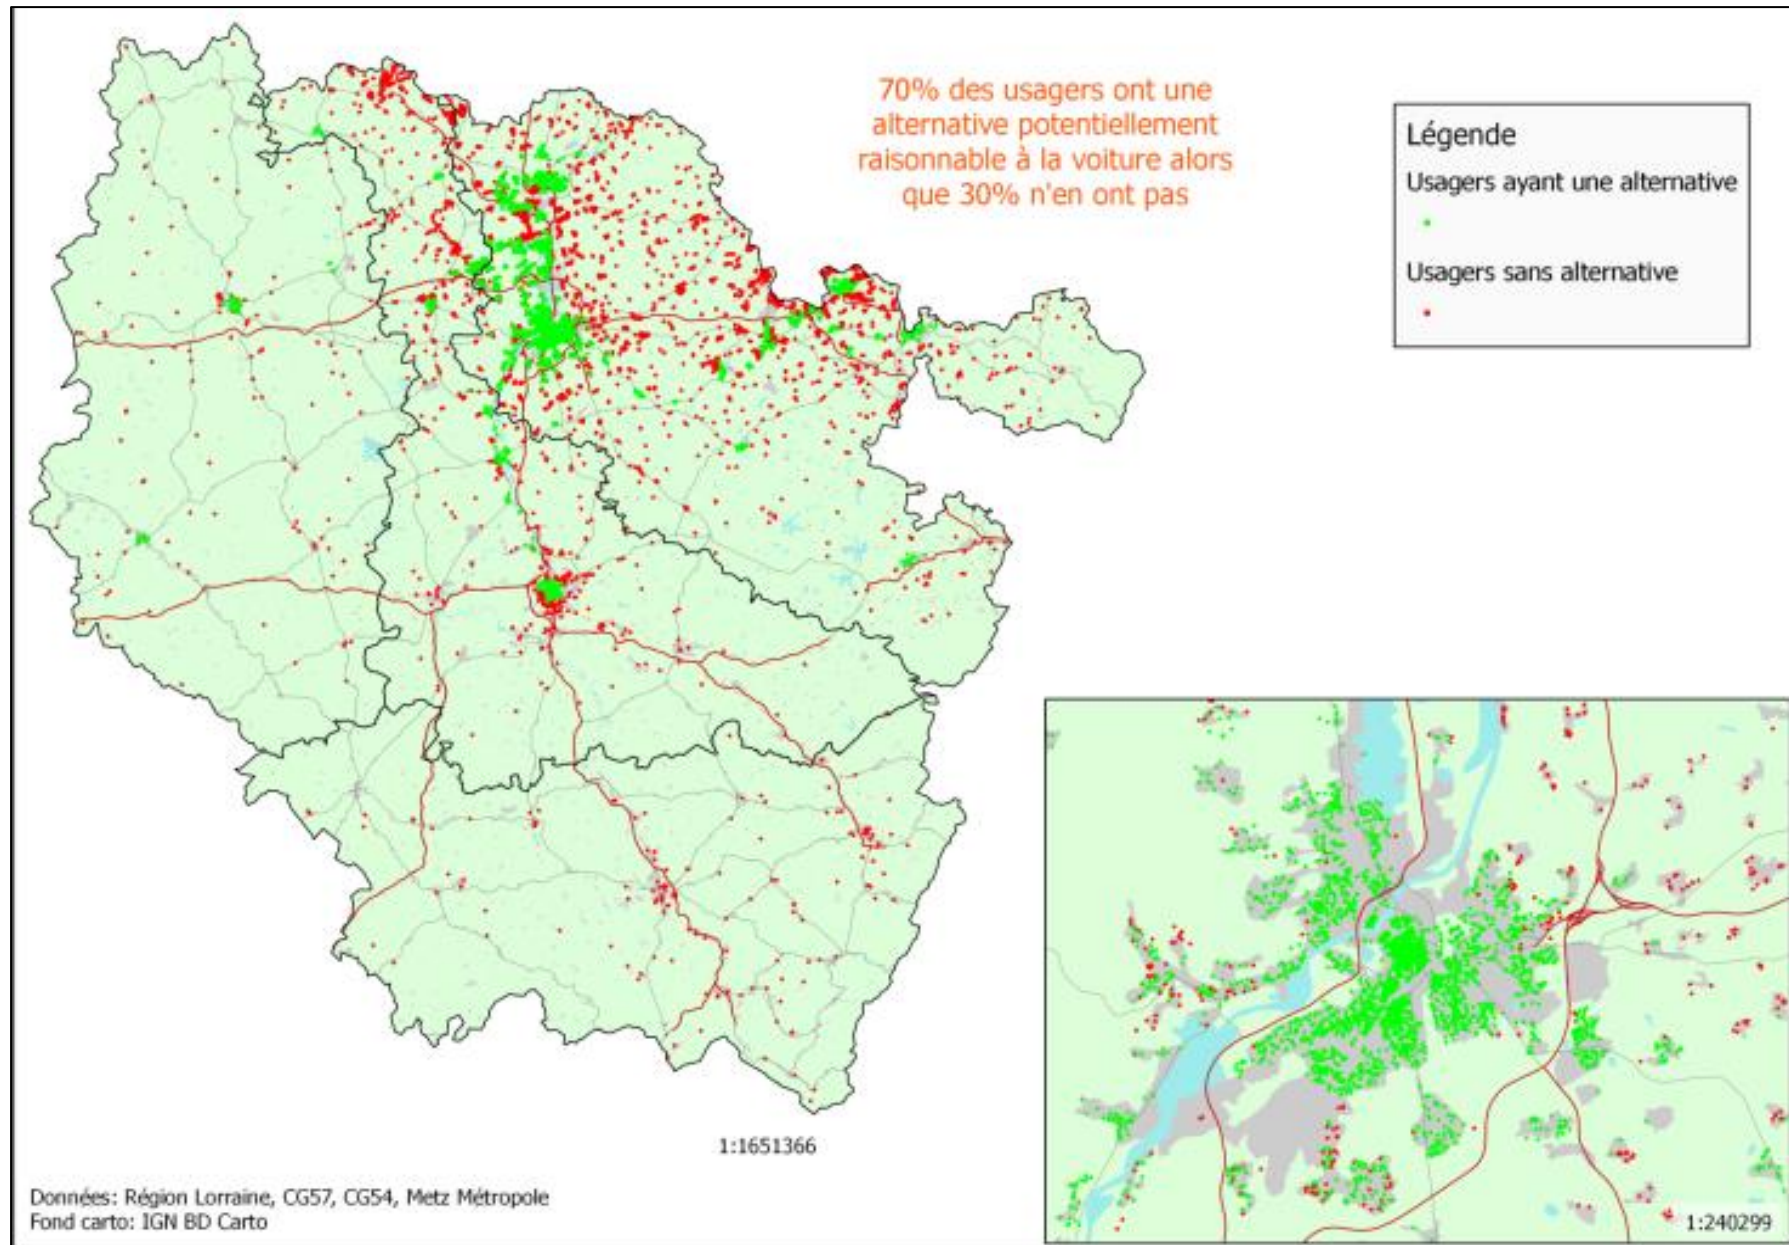 70% des usagers ont une
alternative potentiellement
raisonnable à la voiture alors
que 30% n'en ont pas
Légende
Usagers ayant une alternative
Usagers sans alternative
1:1651366
Données: Région Lorraine, CG57, CG54, Metz Métropole
Fond carto: IGN BD Carto
1:240299